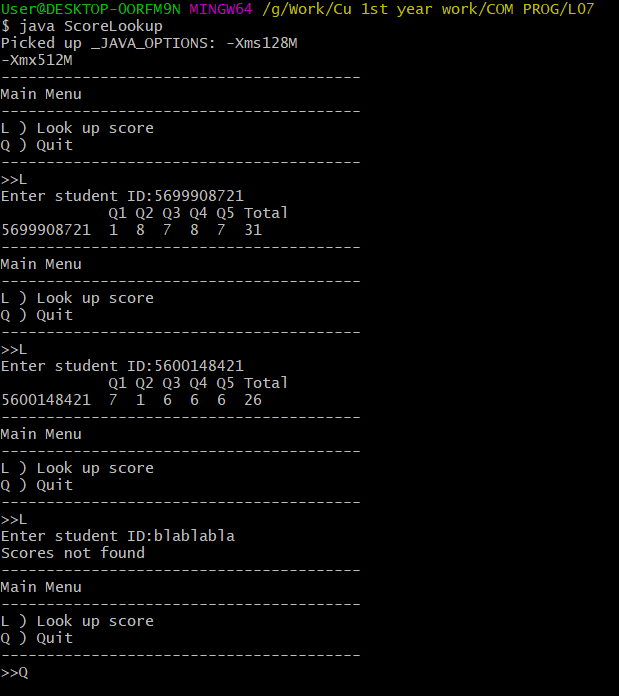 User@DESKTOP-OORFM9N MINGW64 /g/Work/Cu 1st year work/COM PROG/L07
$ java ScoreLookup
Picked up _JAVA_OPTIONS: -Xms128M
-Xmx512M
----------------------------------------
Main Menu
----------------------------------------
L ) Look up score
Q ) Quit
----------------------------------------
>>L
Enter student ID:5699908721
            Q1 Q2 Q3 Q4 Q5 Total
5699908721  1  8  7  8  7  31
----------------------------------------
Main Menu
----------------------------------------
L ) Look up score
Q ) Quit
----------------------------------------
>>L
Enter student ID:5600148421
            Q1 Q2 Q3 Q4 Q5 Total
5600148421  7  1  6  6  6  26
----------------------------------------
Main Menu
----------------------------------------
L ) Look up score
Q ) Quit
----------------------------------------
>>L
Enter student ID:blablabla
Scores not found
----------------------------------------
Main Menu
----------------------------------------
L ) Look up score
Q ) Quit
----------------------------------------
>>Q